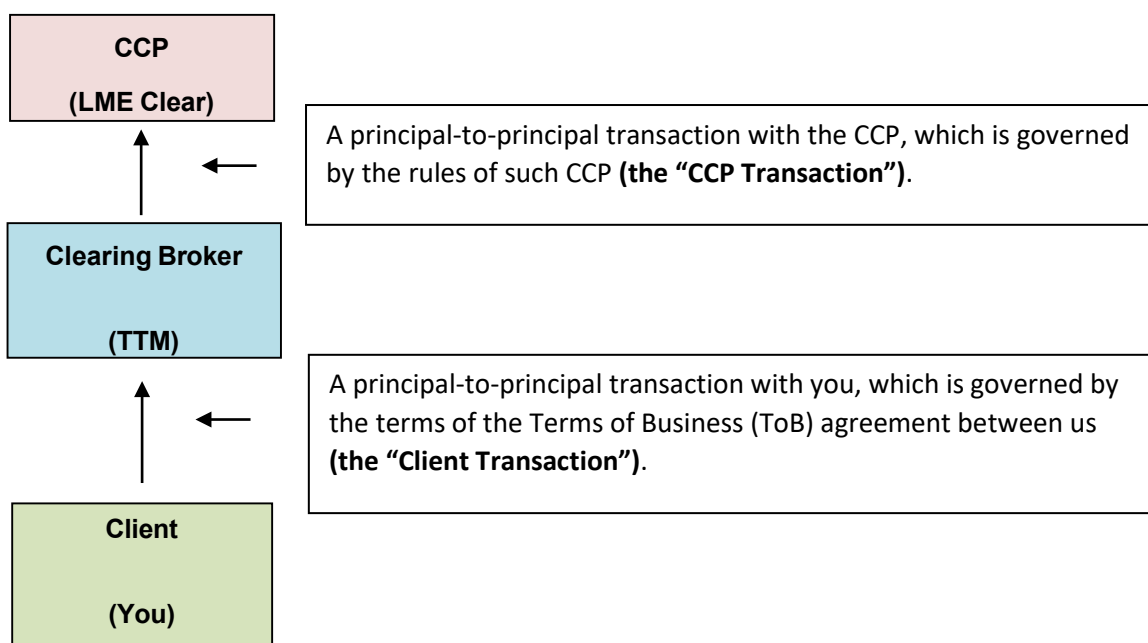 CCP
(LME Clear)
A principal-to-principal transaction with the CCP, which is governed
by the rules of such CCP (the “CCP Transaction”).
Clearing Broker
(TTM)
A principal-to-principal transaction with you, which is governed by
the terms of the Terms of Business (ToB) agreement between us
(the “Client Transaction”).
Client
(You)